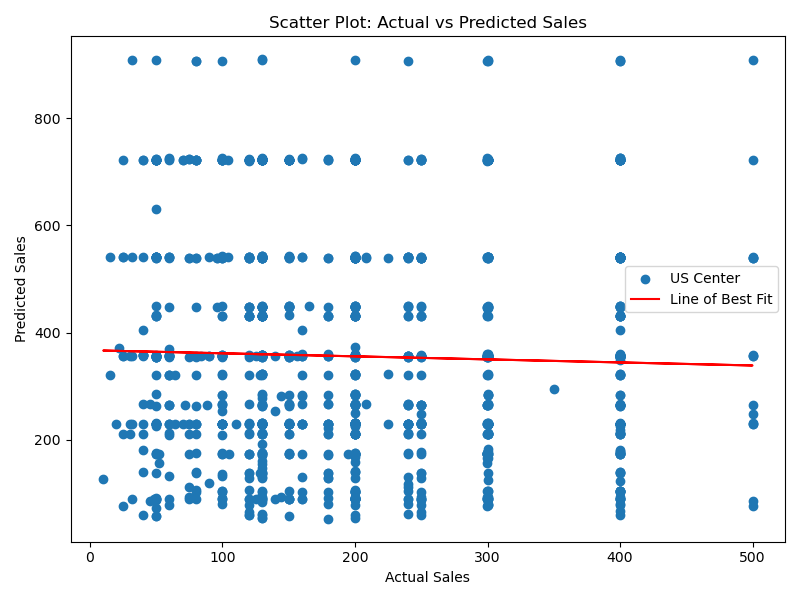 Scatter Plot: Actual vs Predicted Sales
800
600
400
200
Predicted Sales
US Center
Line of Best Fit
0
100
200
300
400
500
Actual Sales